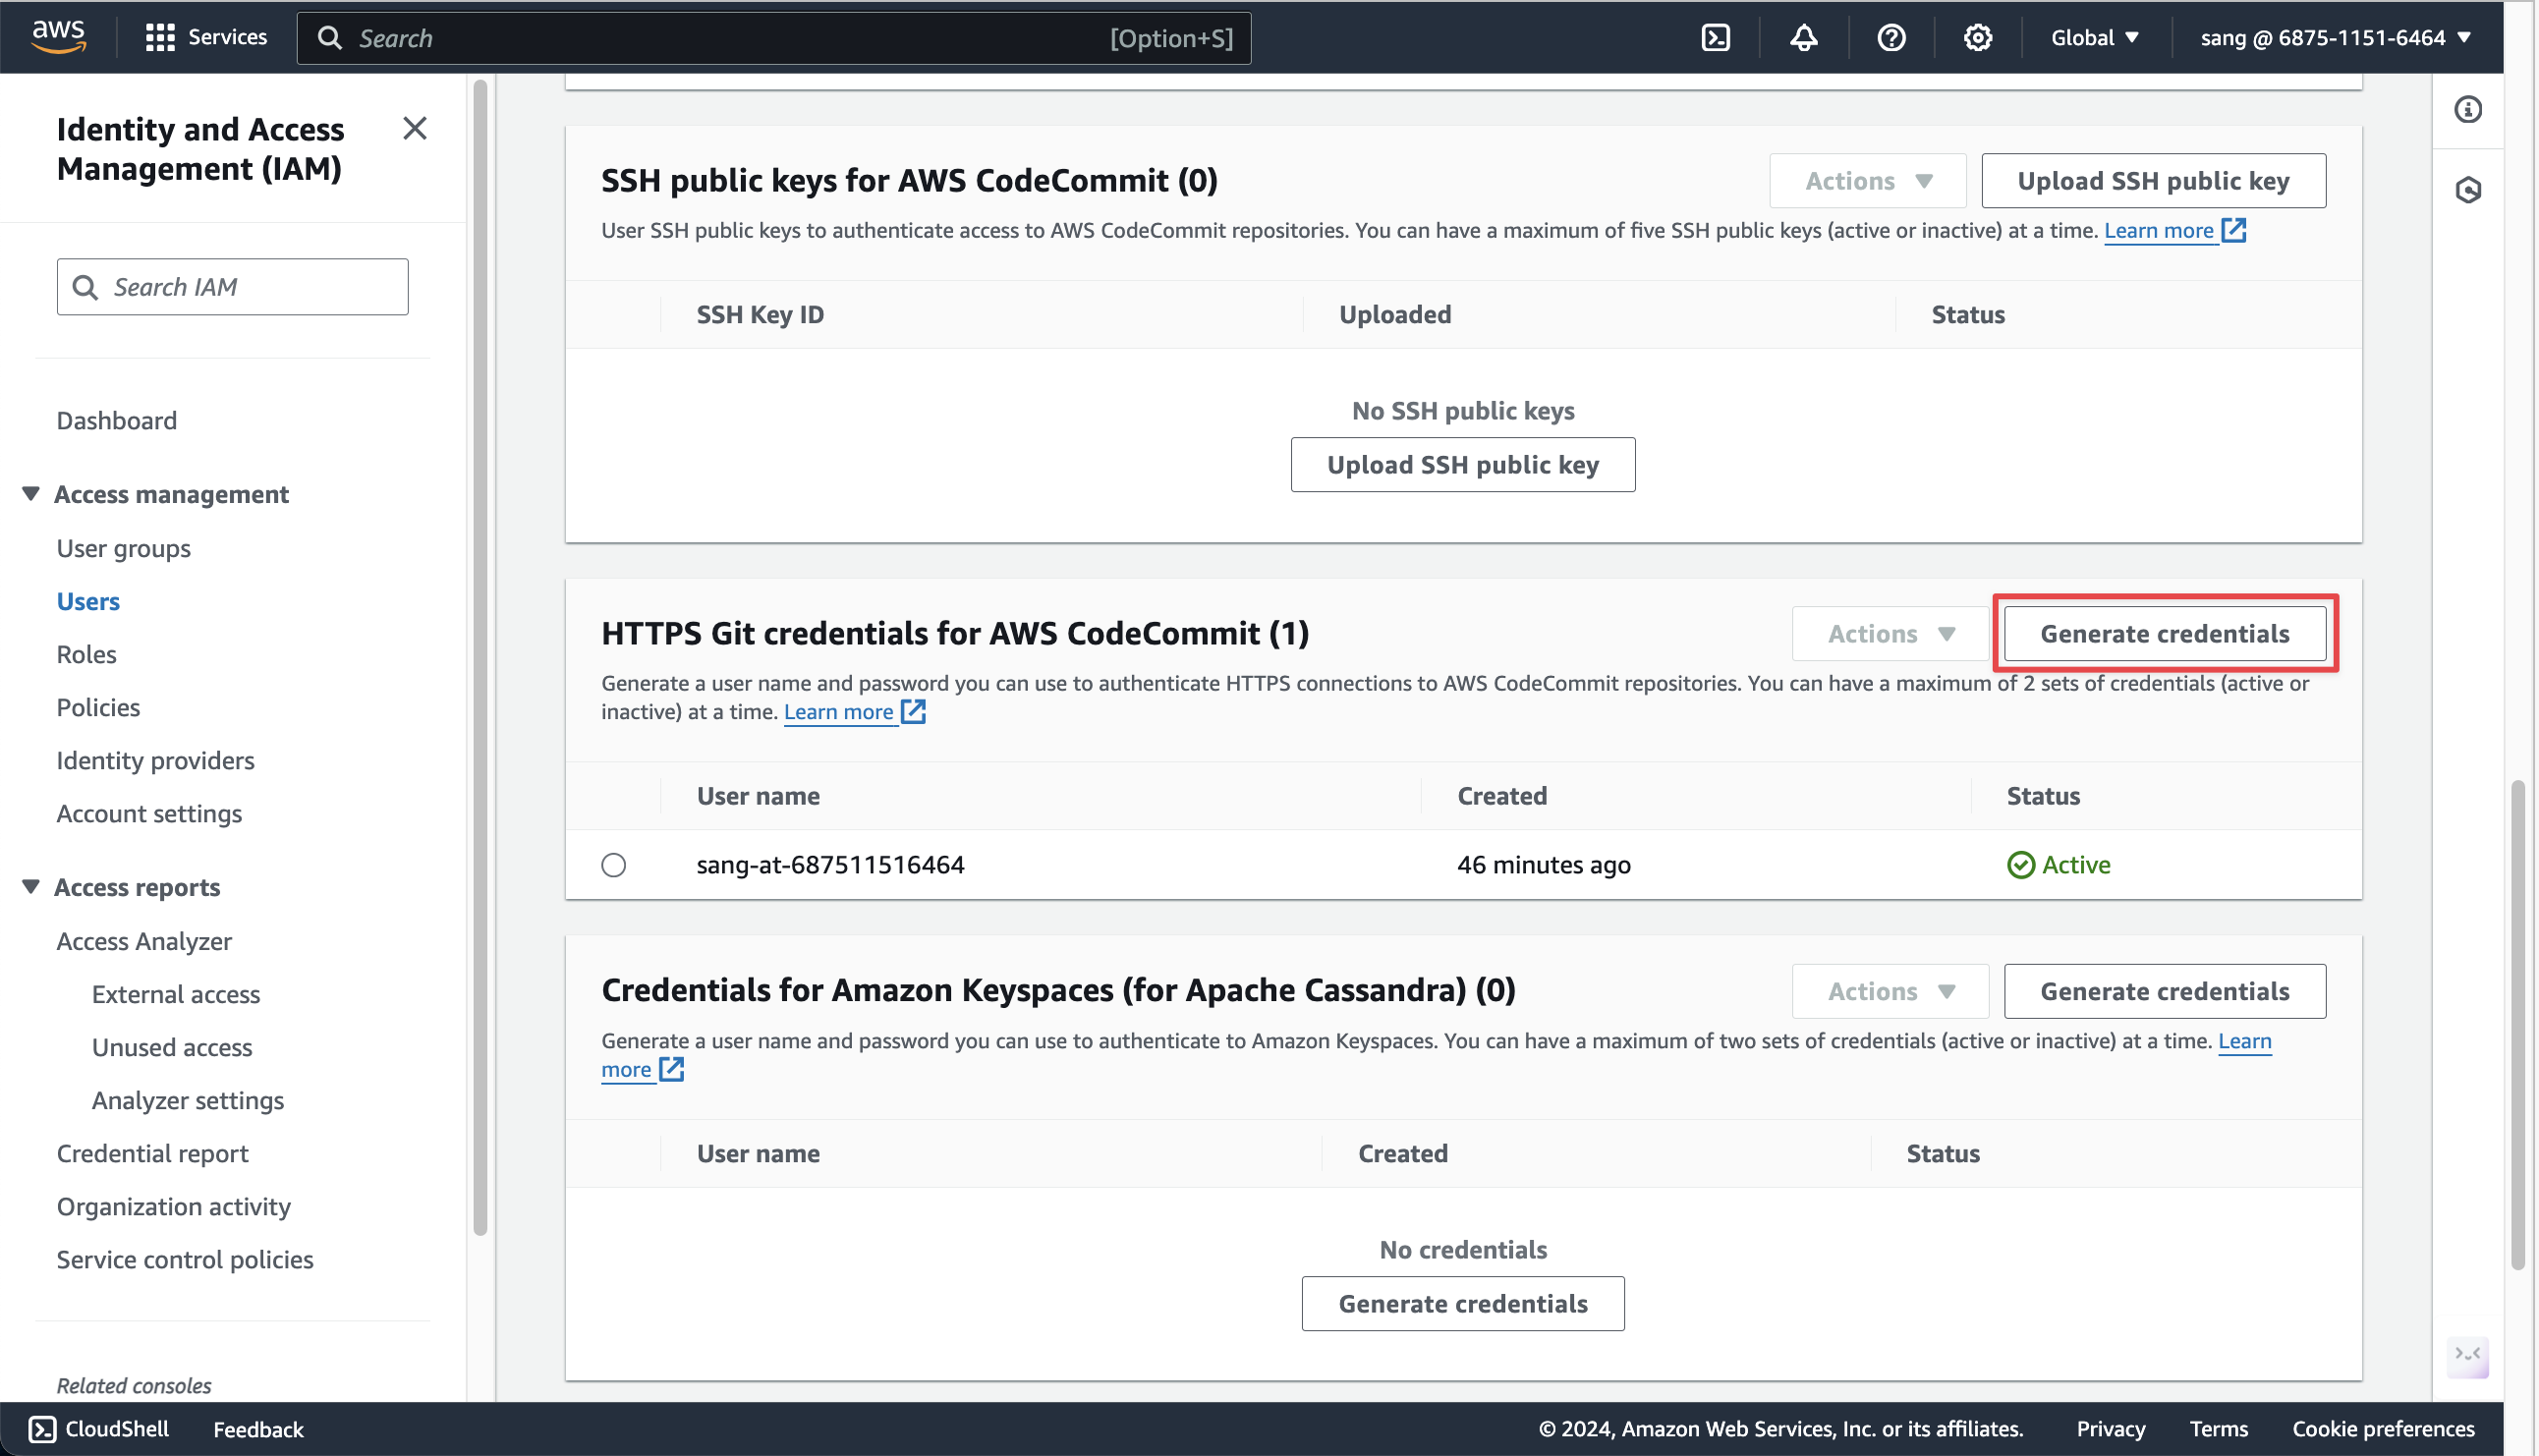 aws
Services
Search
[Option+S]
Global
sang @ 6875-1151-6464
Identity and Access
Management (IAM)
Search IAM
Dashboard
Access management
User groups
Users
Roles
Policies
Identity providers
Account settings
Access reports
Access Analyzer
External access
Unused access
Analyzer settings
Credential report
Organization activity
Service control policies
Related consoles
SSH public keys for AWS CodeCommit (0)
Actions
Upload SSH public key
User SSH public keys to authenticate access to AWS CodeCommit repositories. You can have a maximum of five SSH public keys (active or inactive) at a time. Learn more
SSH Key ID
Uploaded
Status
No SSH public keys
Upload SSH public key
HTTPS Git credentials for AWS CodeCommit (1)
Actions
Generate credentials
Generate a user name and password you can use to authenticate HTTPS connections to AWS CodeCommit repositories. You can have a maximum of 2 sets of credentials (active or
inactive) at a time. Learn more
User name
Created
Status
sang-at-687511516464
46 minutes ago
Active
Credentials for Amazon Keyspaces (for Apache Cassandra) (0)
Actions
Generate credentials
Generate a user name and password you can use to authenticate to Amazon Keyspaces. You can have a maximum of two sets of credentials (active or inactive) at a time. Learn
more
User name
Created
Status
No credentials
Generate credentials
CloudShell
Feedback
© 2024, Amazon Web Services, Inc. or its affiliates.
Privacy
Terms
Cookie preferences